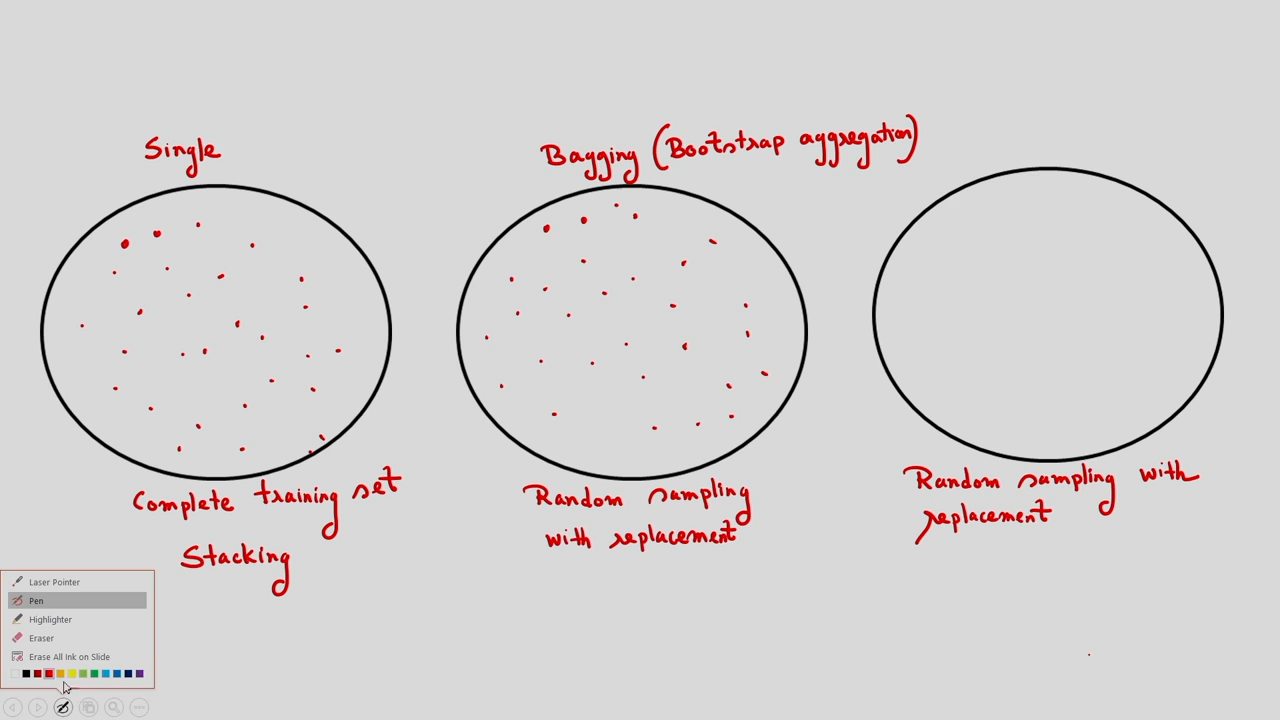 Single
Bagging (Bootstrap aggregation)
Complete training set
Stacking
Random sampling
with replacement
Random sampling with
replacement
Laser Pointer
Pen
Highlighter
Eraser
Erase All Ink on Slide